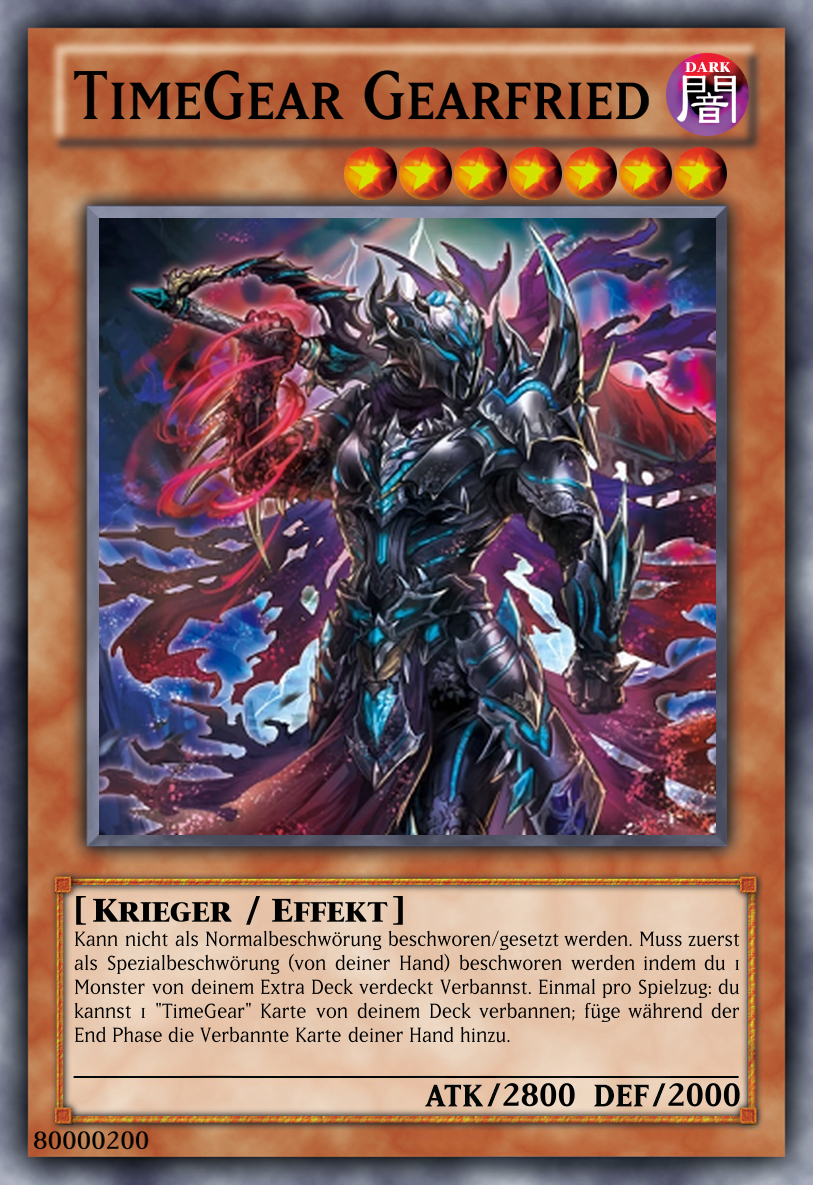 TimeGear Gearfried
DARK
闇
[ Krieger / Effekt ]
Kann nicht als Normalbeschwörung beschworen/gesetzt werden. Muss zuerst
als Spezialbeschwörung (von deiner Hand) beschworen werden indem du 1
Monster von deinem Extra Deck verdeckt Verbannst. Einmal pro Spielzug: du
kannst 1 "TimeGear" Karte von deinem Deck verbannen; füge während der
End Phase die Verbannte Karte deiner Hand hinzu.
ATK/2800 DEF/2000
80000200